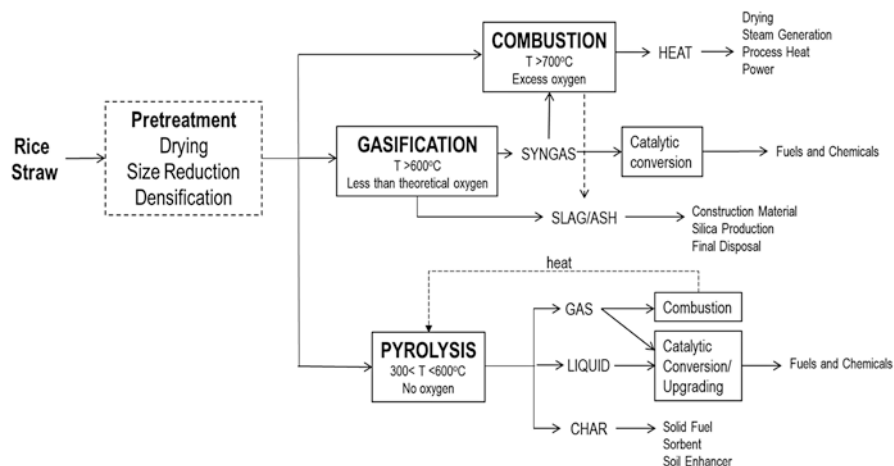 Rice
Straw
Pretreatment
Drying
Size Reduction
Densification
COMBUSTION
T >700ºC
Excess oxygen
HEAT
Drying
Steam Generation
Process Heat
Power
GASIFICATION
T >600ºC
Less than theoretical oxygen
SYNGAS
Catalytic
conversion
Fuels and Chemicals
SLAG/ASH
Construction Material
Silica Production
Final Disposal
heat
PYROLYSIS
300< T <600ºC
No oxygen
GAS
Combustion
LIQUID
Catalytic
Conversion/
Upgrading
Fuels and Chemicals
CHAR
Solid Fuel
Sorbent
Soil Enhancer